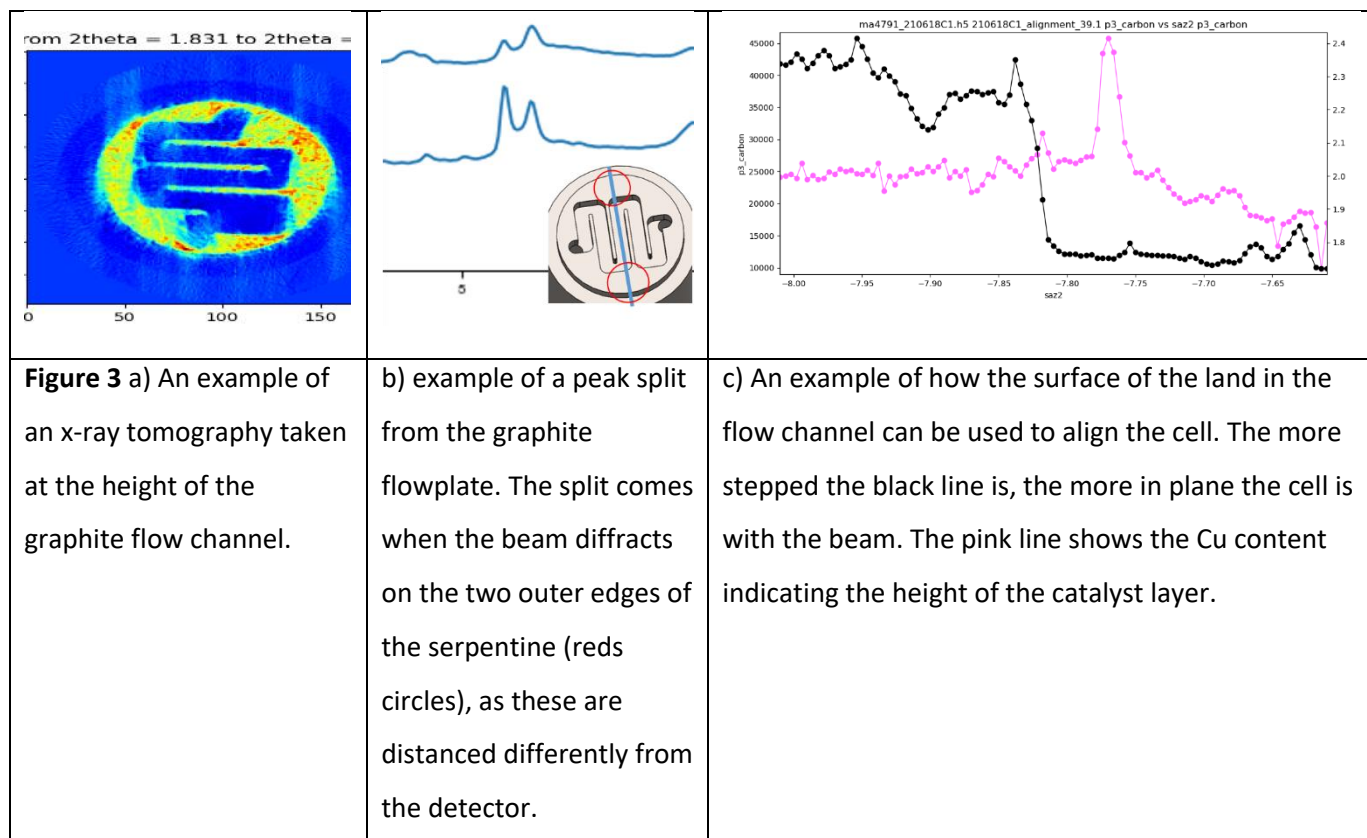 rom 2theta = 1.831 to 2theta =
0
50
100
150
5
ma4791_210618C1.h5 210618C1_alignment_39.1 p3_carbon vs saz2 p3_carbon
45000
40000
35000
30000
25000
20000
15000
10000
p3_carbon
2.4
2.3
2.2
2.1
2.0
1.9
1.8
−8.00
−7.95
−7.90
−7.85
−7.80
−7.75
−7.70
−7.65
saz2
Figure 3 a) An example of
an x-ray tomography taken
at the height of the
graphite flow channel.
b) example of a peak split
from the graphite
flowplate. The split comes
when the beam diffracts
on the two outer edges of
the serpentine (reds
circles), as these are
distanced differently from
the detector.
c) An example of how the surface of the land in the
flow channel can be used to align the cell. The more
stepped the black line is, the more in plane the cell is
with the beam. The pink line shows the Cu content
indicating the height of the catalyst layer.